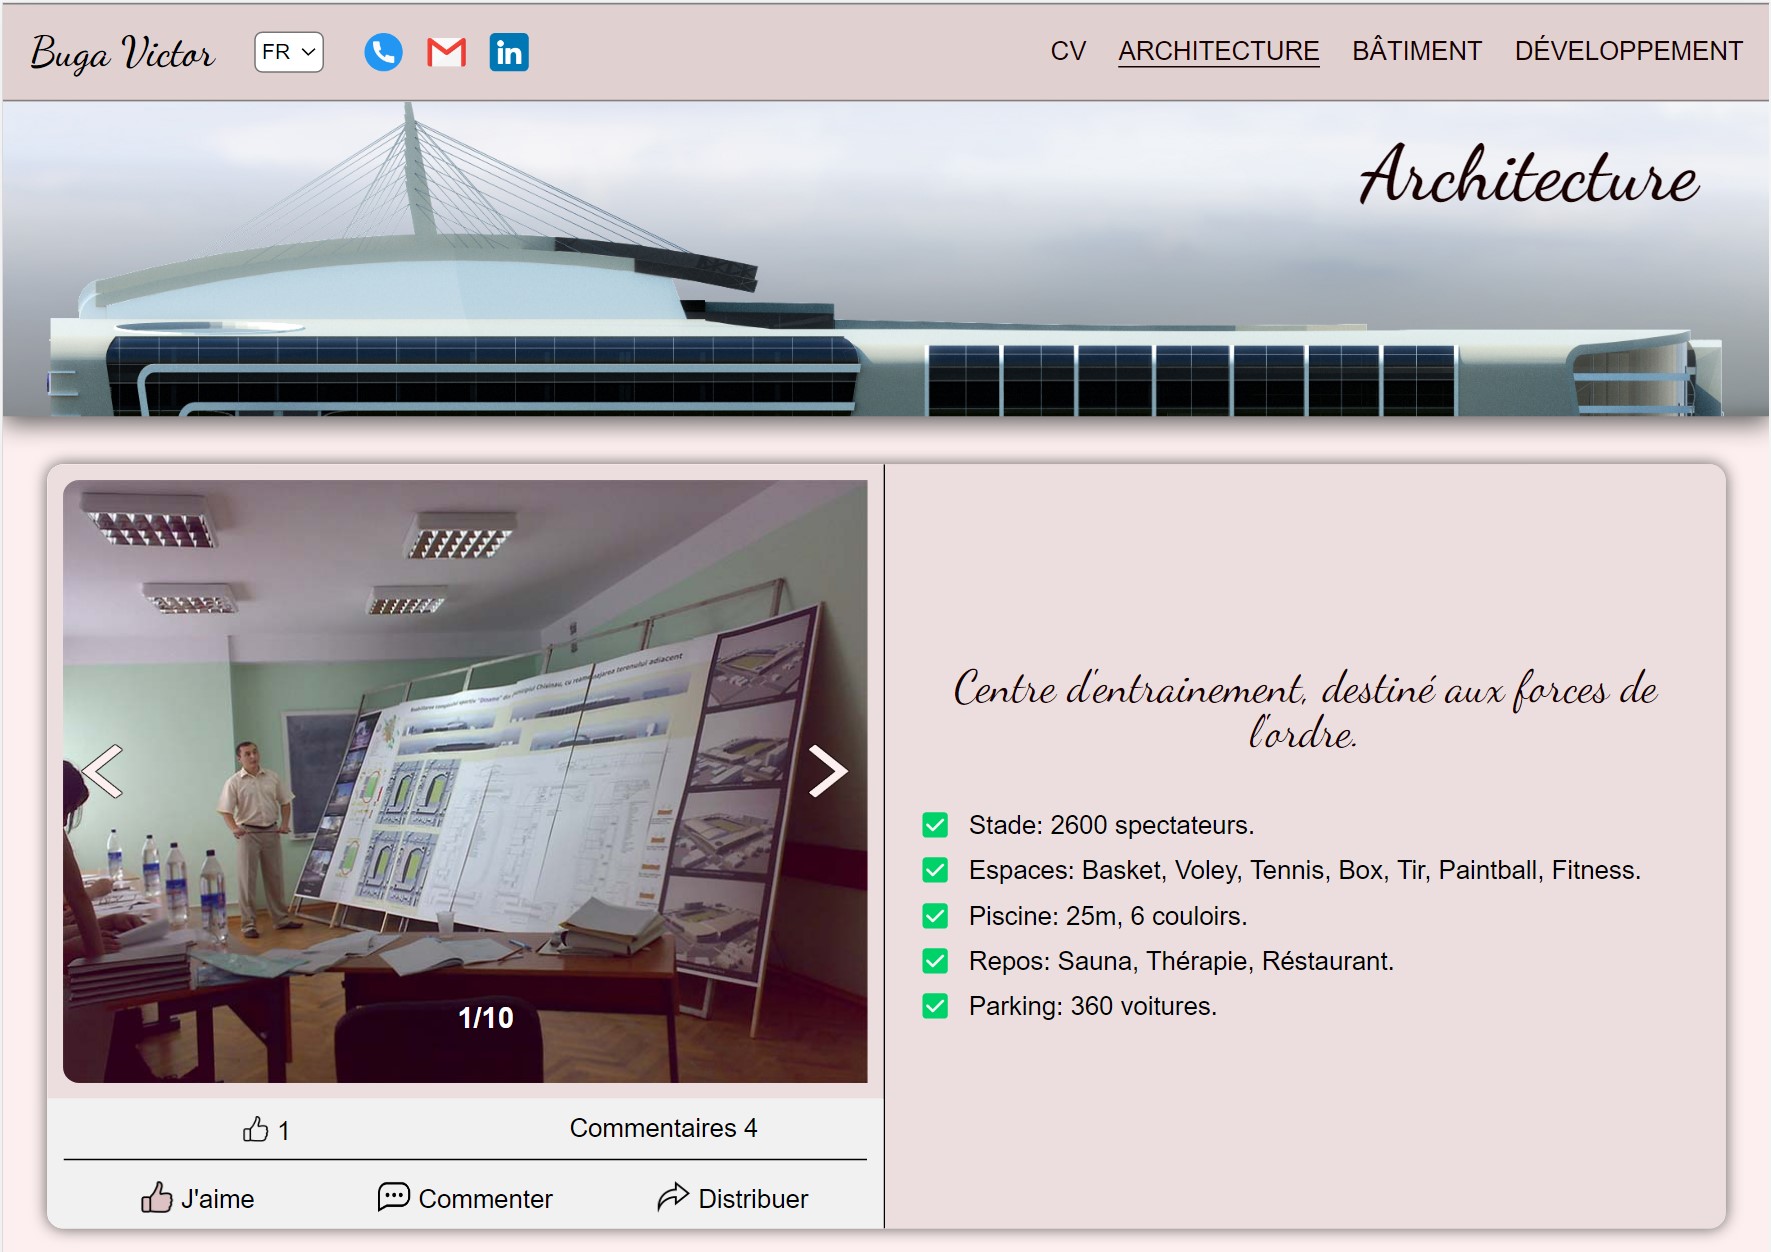 Buga Victor
FR
in
CV
ARCHITECTURE
BÂTIMENT
DÉVELOPPEMENT
Architecture
1/10
1
Commentaires 4
J'aime
Commenter
Distribuer
Centre d'entrainement, destiné aux forces de
l'ordre.
Stade: 2600 spectateurs.
Espaces: Basket, Voley, Tennis, Box, Tir, Paintball, Fitness.
Piscine: 25m, 6 couloirs.
Repos: Sauna, Thérapie, Réstaurant.
Parking: 360 voitures.